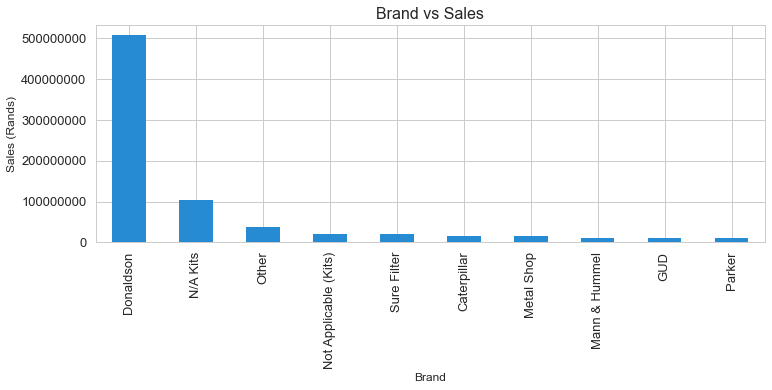 Brand vs Sales
Sales (Rands)
500000000
400000000
300000000
200000000
100000000
0
Donaldson
N/A Kits
Other
Not Applicable (Kits)
Sure Filter
Caterpillar
Metal Shop
Mann & Hummel
GUD
Parker
Brand